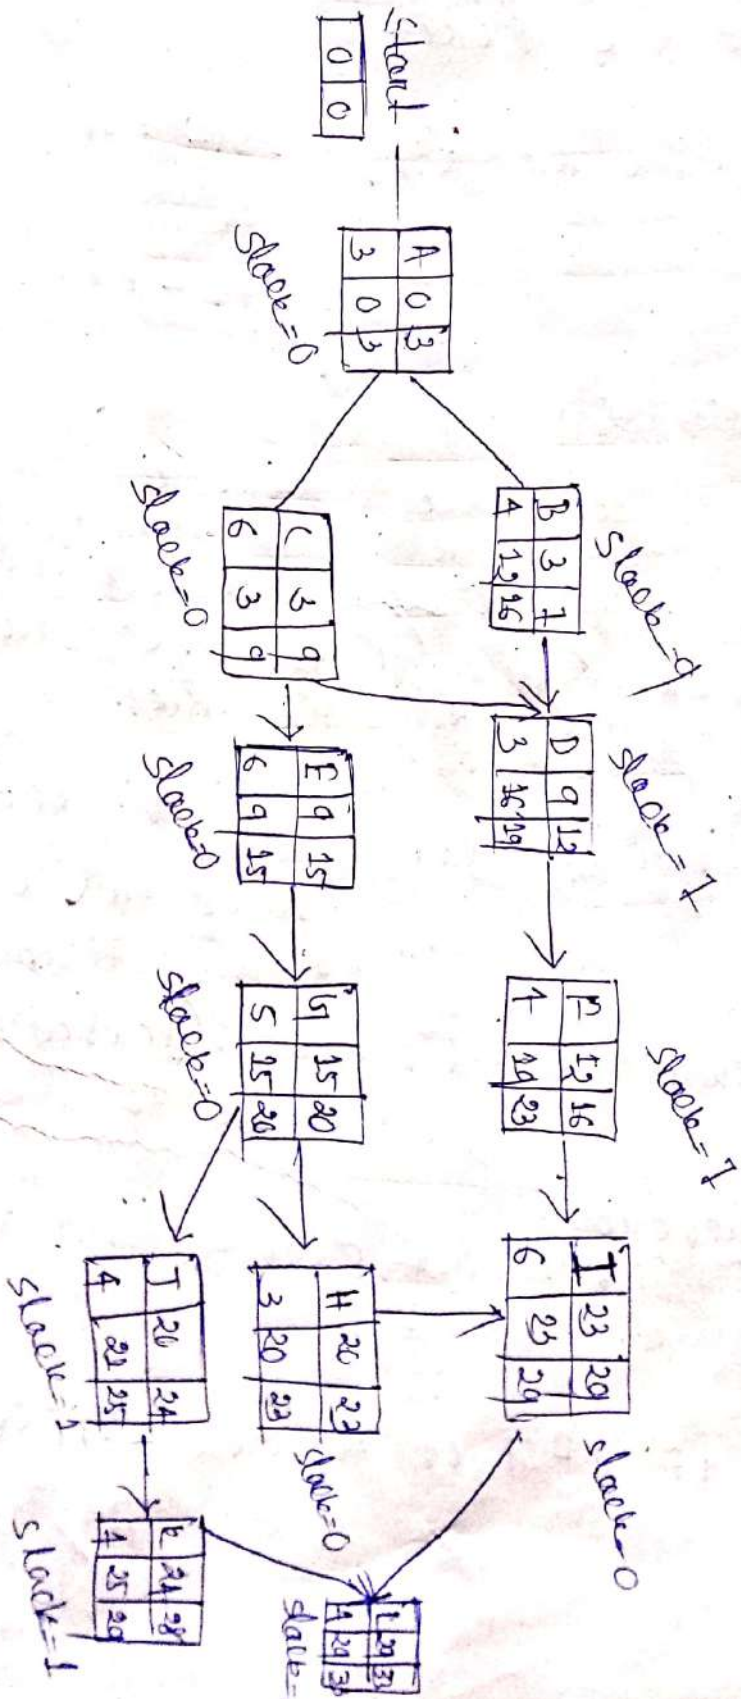 Start
0 0
A 0 3
3 0 3
Slack=0
Slack=9
B 3 7
4 12 16
C 3 9
6 3 9
Slack=0
Slack=7
D 9 12
3 16 19
E 9 15
6 9 15
Slack=0
Slack=7
F 12 16
4 19 23
G 15 20
5 15 20
Slack=0
I 23 29
6 23 29
Slack=0
H 20 23
3 20 23
Slack=0
J 20 24
4 21 25
Slack=1
K 24 28
4 25 29
Slack=1
L 29
4 29
Slack=